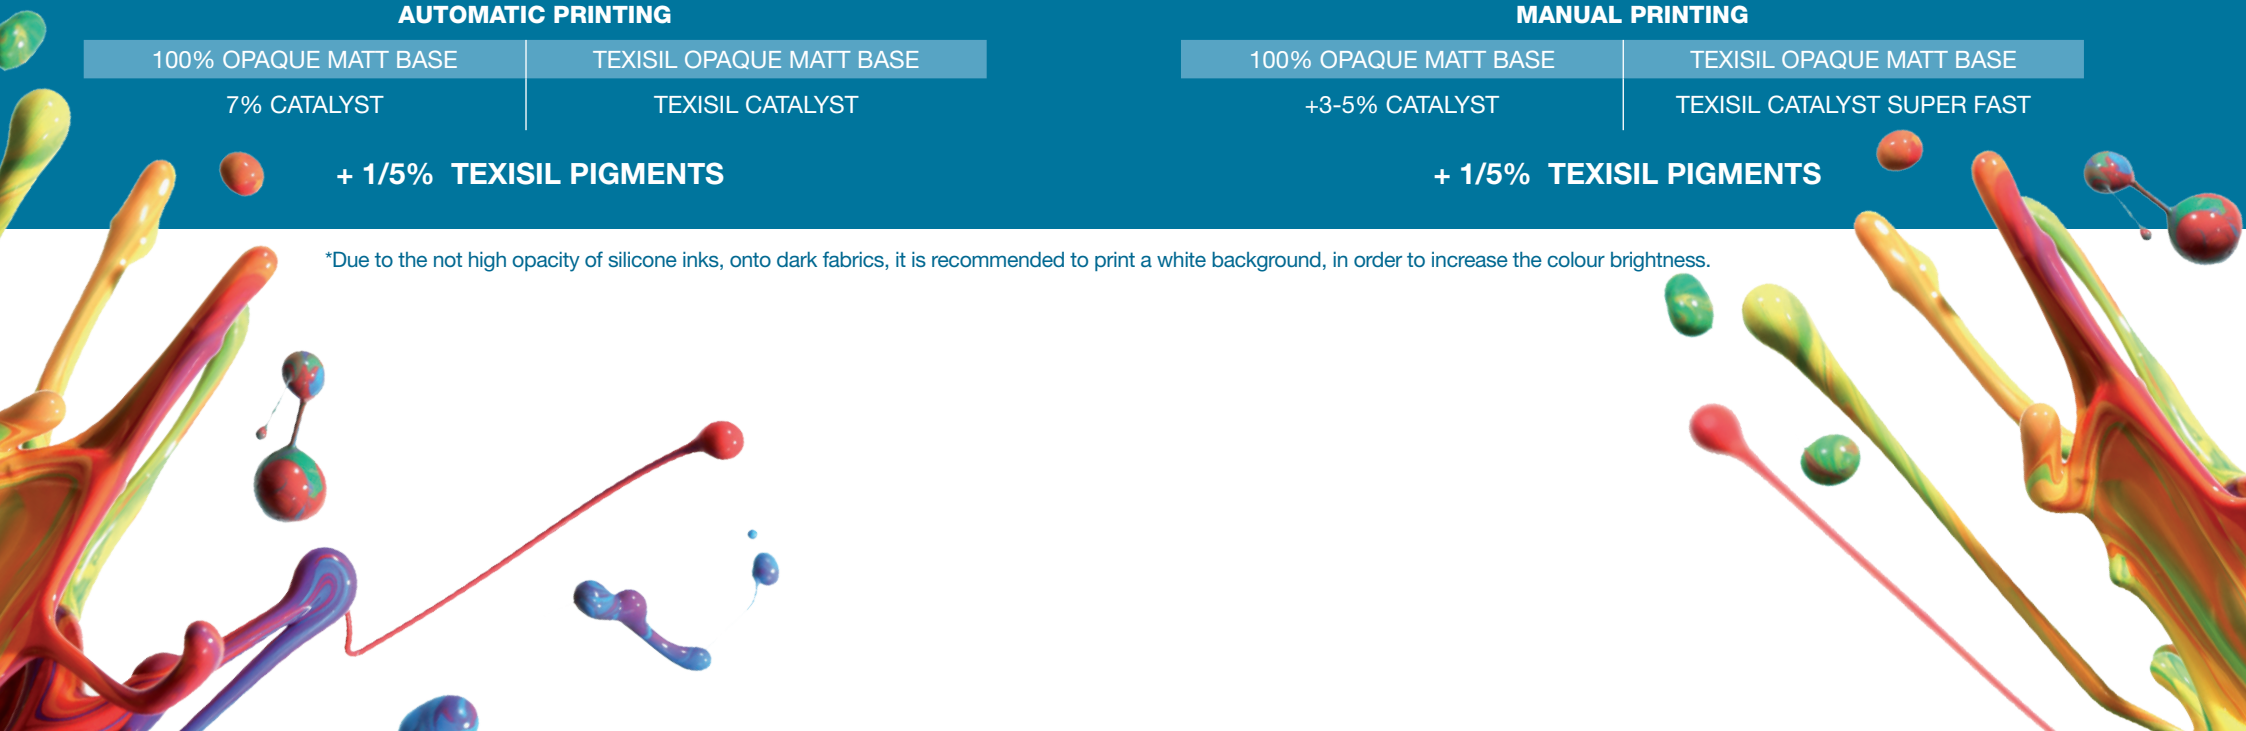 AUTOMATIC PRINTING
100% OPAQUE MATT BASE TEXISIL OPAQUE MATT BASE
7% CATALYST TEXISIL CATALYST
+ 1/5% TEXISIL PIGMENTS
MANUAL PRINTING
100% OPAQUE MATT BASE TEXISIL OPAQUE MATT BASE
+3-5% CATALYST TEXISIL CATALYST SUPER FAST
+ 1/5% TEXISIL PIGMENTS
*Due to the not high opacity of silicone inks, onto dark fabrics, it is recommended to print a white background, in order to increase the colour brightness.